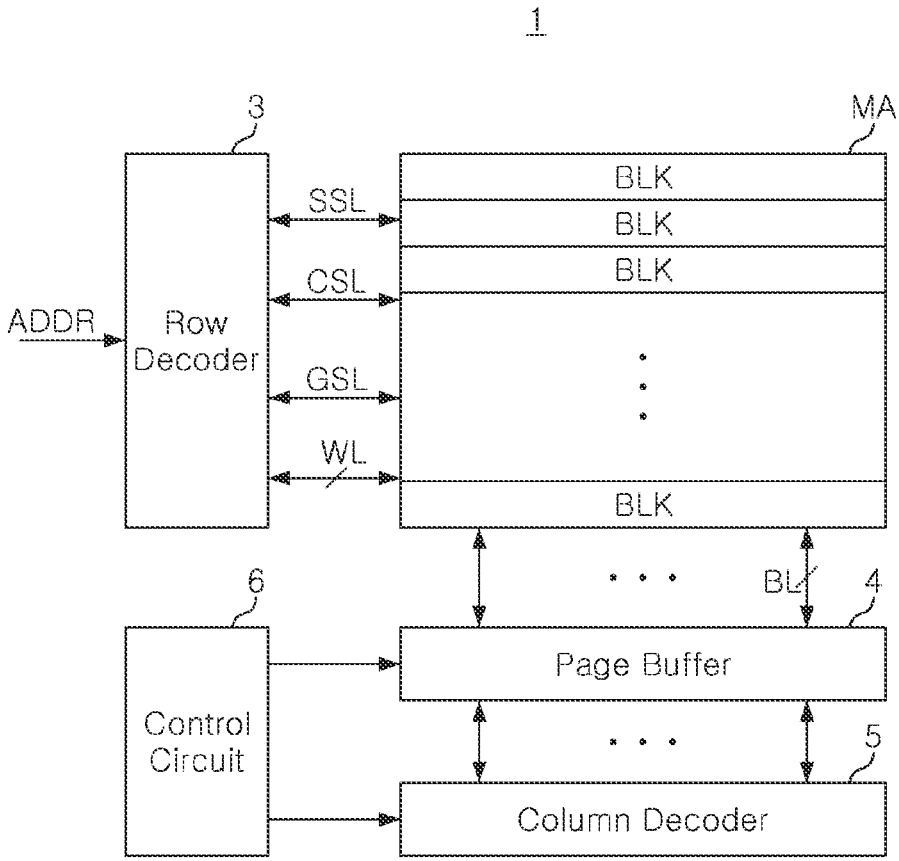 1
3
MA
BLK
SSL
BLK
BLK
CSL
ADDR
Row
Decoder
GSL
WL
BLK
6
BL
4
Page Buffer
Control
Circuit
5
Column Decoder